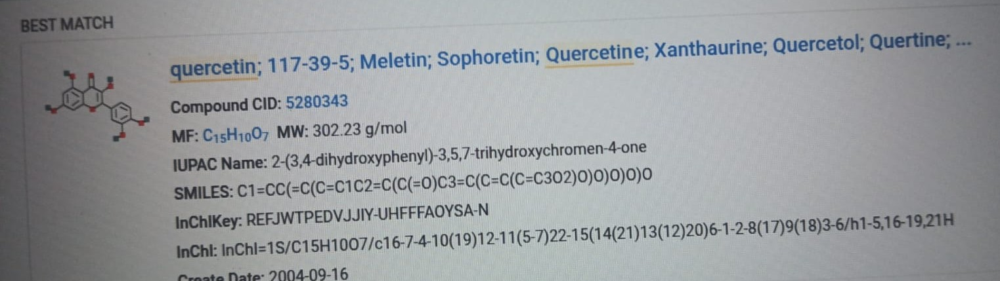 BEST MATCH
quercetin; 117-39-5; Meletin; Sophoretin; Quercetine; Xanthaurine; Quercetol; Quertine; ...
Compound CID: 5280343
MF: C₁₅H₁₀O₇ MW: 302.23 g/mol
IUPAC Name: 2-(3,4-dihydroxyphenyl)-3,5,7-trihydroxychromen-4-one
SMILES: C1=CC(=C(C=C1C2=C(C(=O)C3=C(C=C(C=C3O2)O)O)O)O)O
InChIKey: REFJWTPEDVJJIY-UHFFFAOYSA-N
InChI: InChI=1S/C15H10O7/c16-7-4-10(19)12-11(5-7)22-15(14(21)13(12)20)6-1-2-8(17)9(18)3-6/h1-5,16-19,21H
Create Date: 2004-09-16